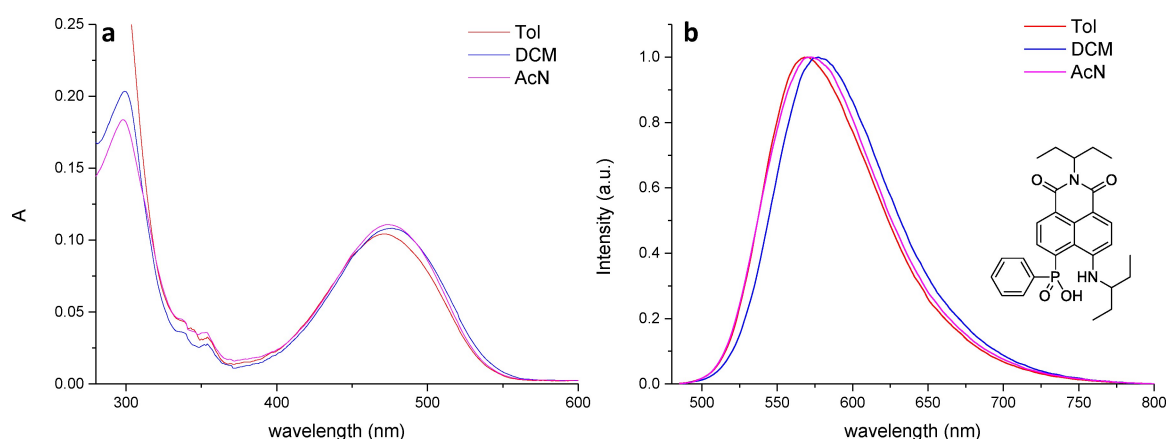 a
Tol
DCM
AcN
0.25
0.20
0.15
0.10
0.05
0.00
A
300
400
500
600
wavelength (nm)
b
Tol
DCM
AcN
1.0
0.8
0.6
0.4
0.2
0.0
Intensity (a.u.)
500
550
600
650
700
750
800
wavelength (nm)
O
N
O
P
HN
O
OH